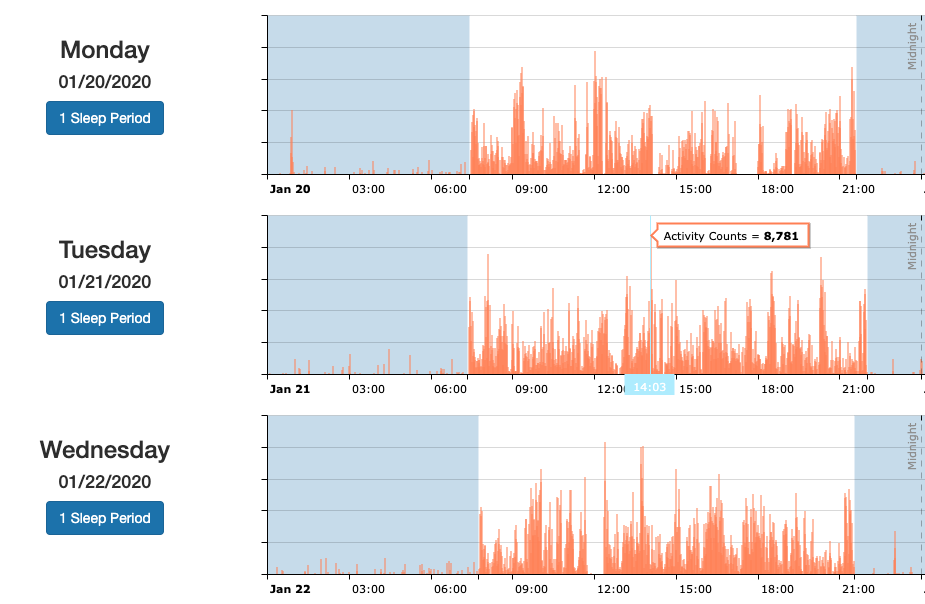 Monday
01/20/2020
1 Sleep Period
Midnight
Jan 20 03:00 06:00 09:00 12:00 15:00 18:00 21:00
Tuesday
01/21/2020
1 Sleep Period
Activity Counts = 8,781
Midnight
Jan 21 03:00 06:00 09:00 12:0 14:03 15:00 18:00 21:00
Wednesday
01/22/2020
1 Sleep Period
Midnight
Jan 22 03:00 06:00 09:00 12:00 15:00 18:00 21:00